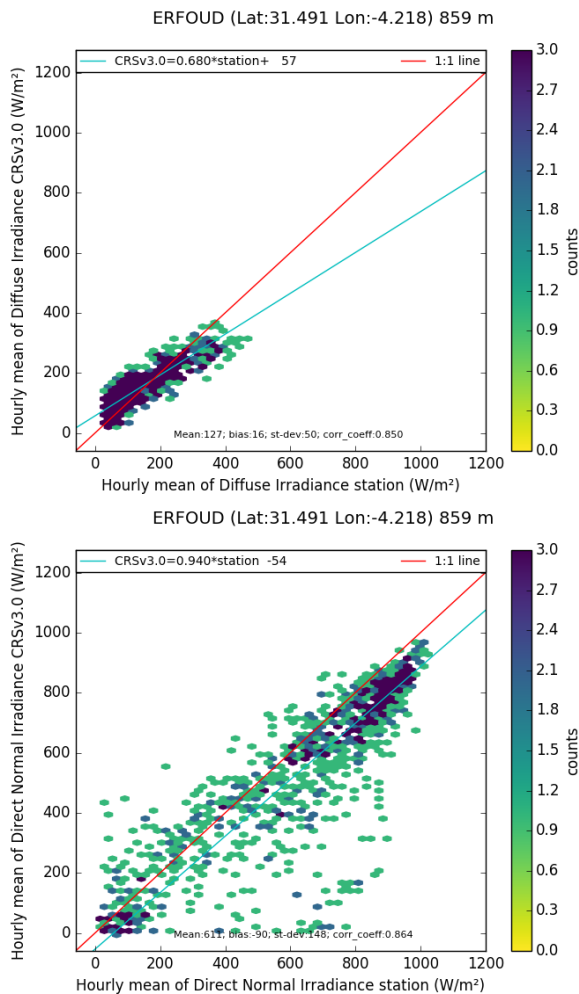 ERFOUD (Lat:31.491 Lon:-4.218) 859 m
CRSv3.0=0.680*station+   57
1:1 line
Hourly mean of Diffuse Irradiance CRSv3.0 (W/m²)
1200
1000
800
600
400
200
0
Mean:127; bias:16; st-dev:50; corr_coeff:0.850
0 200 400 600 800 1000 1200
Hourly mean of Diffuse Irradiance station (W/m²)
3.0
2.7
2.4
2.1
1.8
1.5
1.2
0.9
0.6
0.3
0.0
counts
ERFOUD (Lat:31.491 Lon:-4.218) 859 m
CRSv3.0=0.940*station  -54
1:1 line
Hourly mean of Direct Normal Irradiance CRSv3.0 (W/m²)
1200
1000
800
600
400
200
0
Mean:611; bias:-90; st-dev:148; corr_coeff:0.864
0 200 400 600 800 1000 1200
Hourly mean of Direct Normal Irradiance station (W/m²)
3.0
2.7
2.4
2.1
1.8
1.5
1.2
0.9
0.6
0.3
0.0
counts